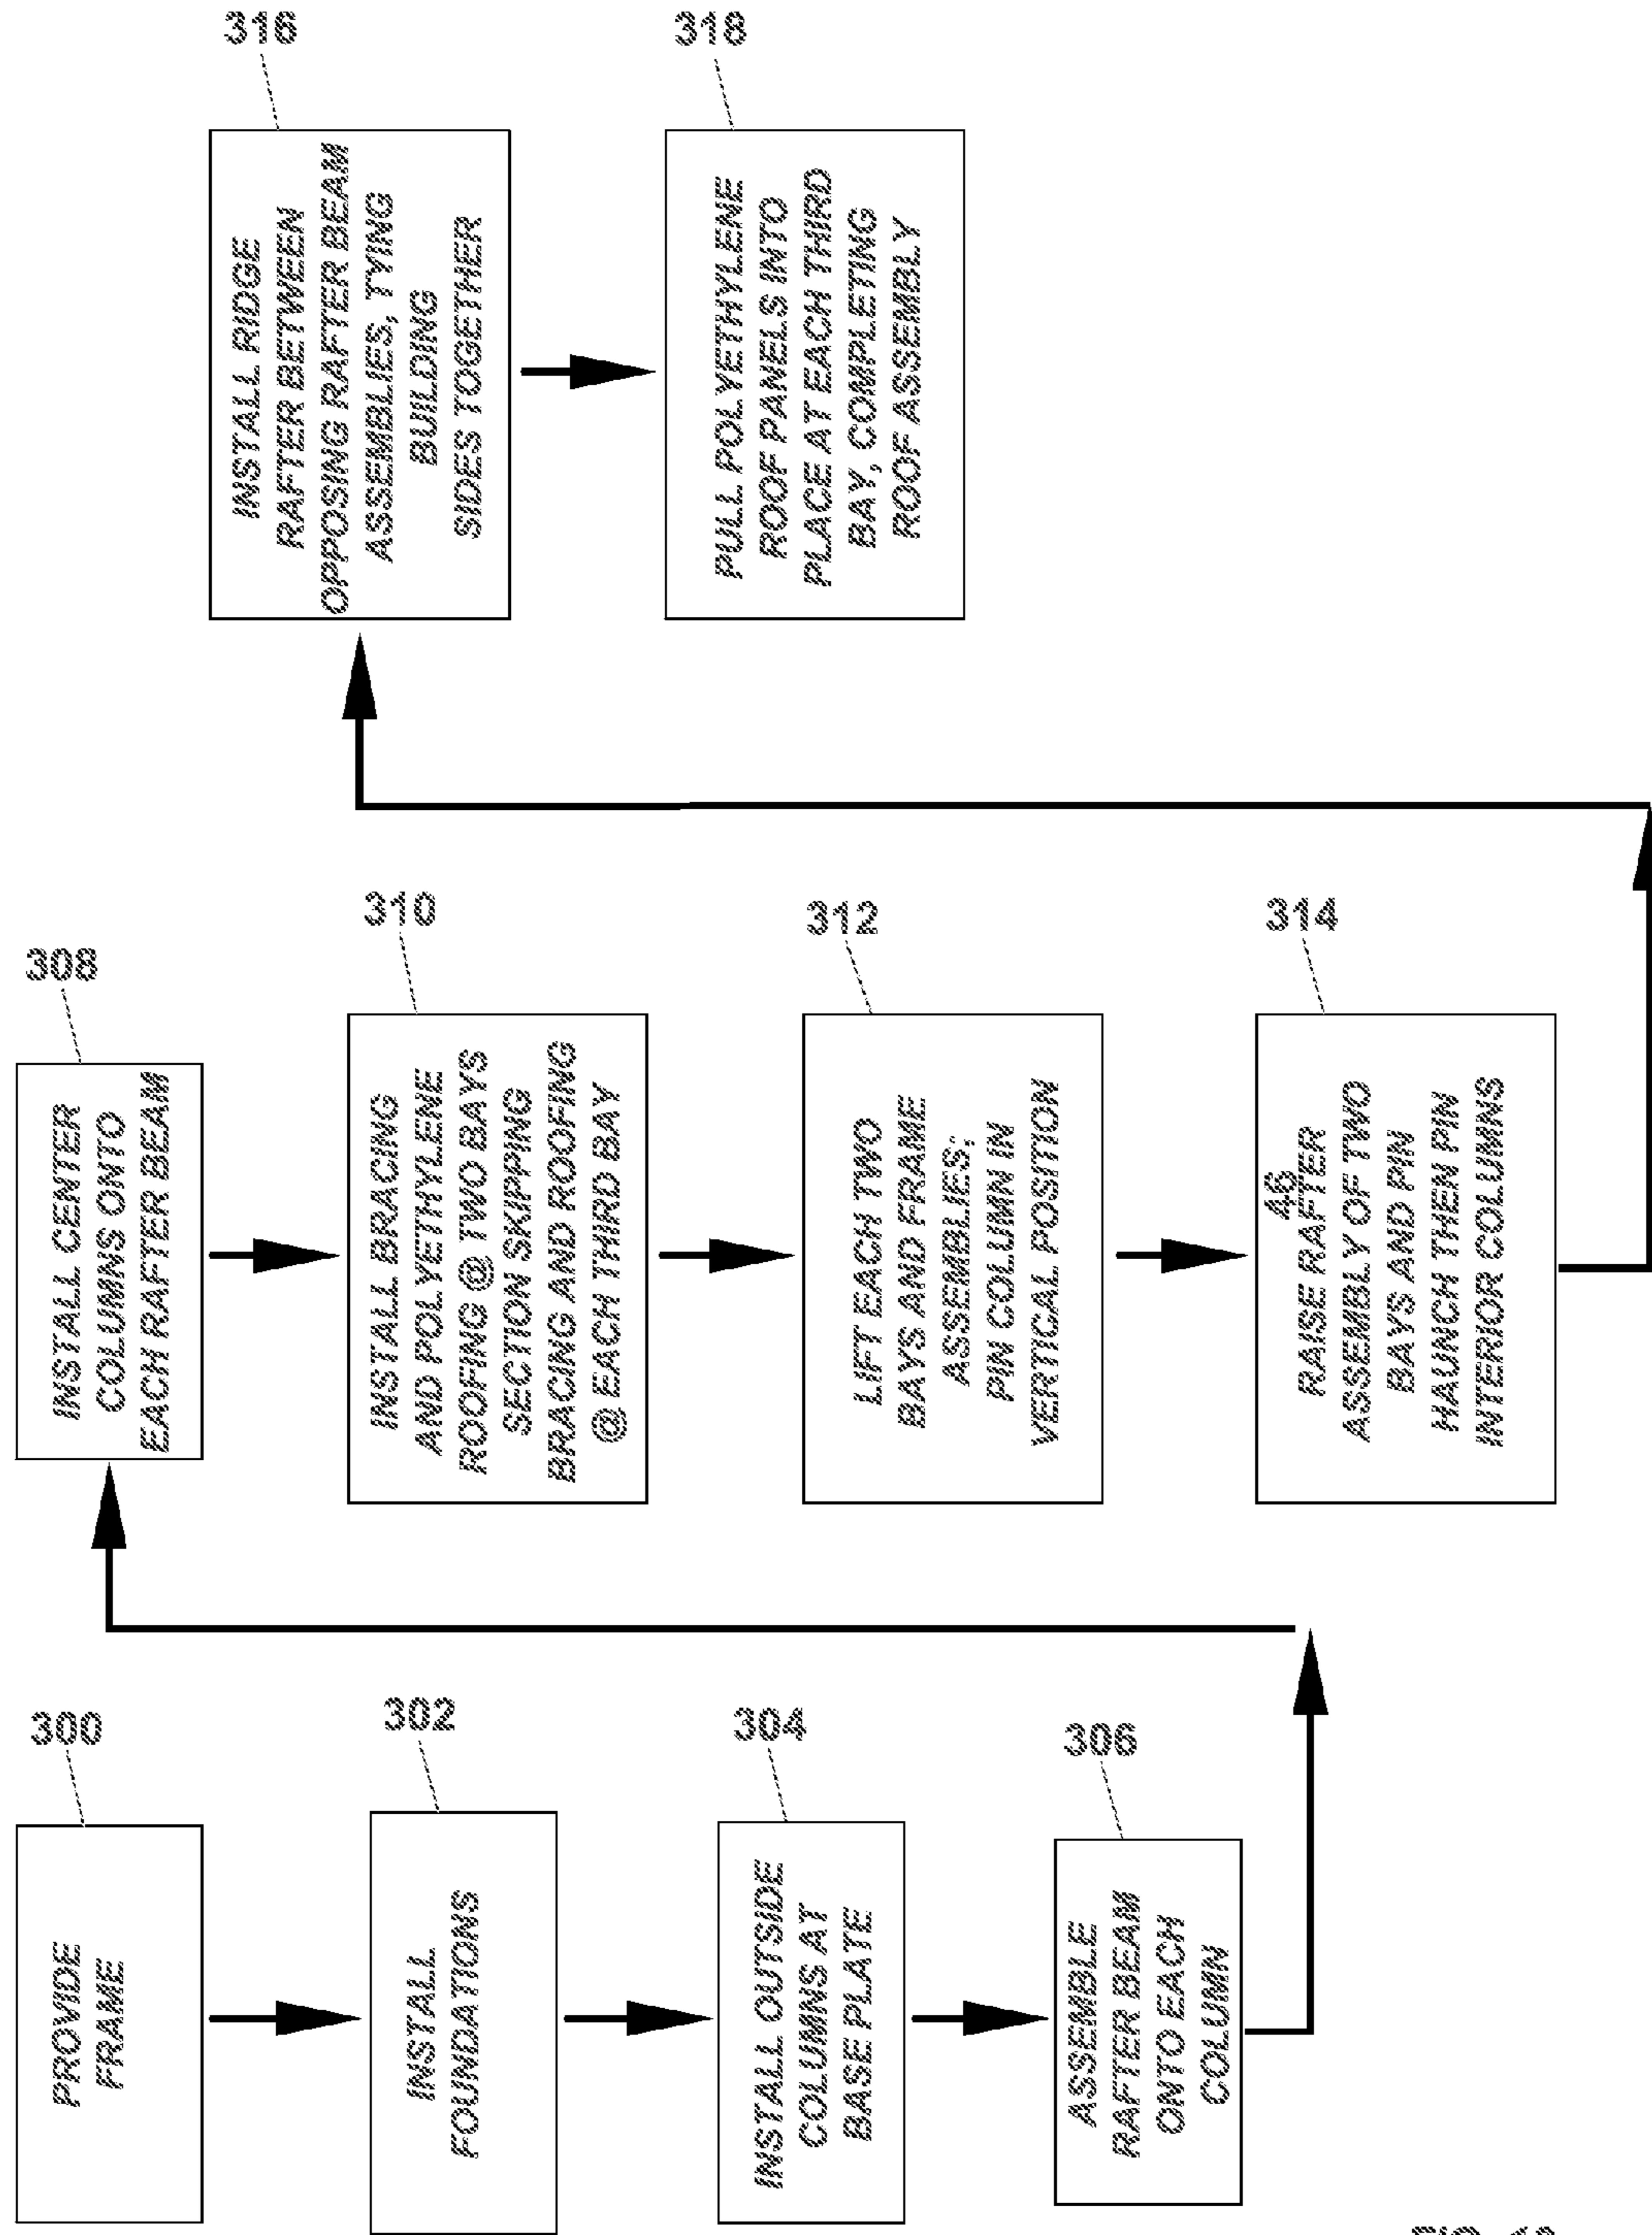 300
PROVIDE
FRAME
302
INSTALL
FOUNDATIONS
304
INSTALL OUTSIDE
COLUMNS AT
BASE PLATE
306
ASSEMBLE
RAFTER BEAM
ONTO EACH
COLUMN
308
INSTALL CENTER
COLUMNS ONTO
EACH RAFTER BEAM
310
INSTALL BRACING
AND POLYETHYLENE
ROOFING @ TWO BAYS
SECTION SKIPPING
BRACING AND ROOFING
@ EACH THIRD BAY
312
LIFT EACH TWO
BAYS AND FRAME
ASSEMBLIES;
PIN COLUMN IN
VERTICAL POSITION
314
46
RAISE RAFTER
ASSEMBLY OF TWO
BAYS AND PIN
HAUNCH THEN PIN
INTERIOR COLUMNS
316
INSTALL RIDGE
RAFTER BETWEEN
OPPOSING RAFTER BEAM
ASSEMBLIES, TYING
BUILDING
SIDES TOGETHER
318
PULL POLYETHYLENE
ROOF PANELS INTO
PLACE AT EACH THIRD
BAY, COMPLETING
ROOF ASSEMBLY